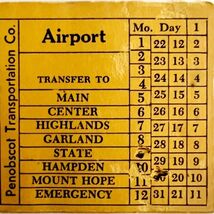 Penobscot Transportation Co.
Airport
TRANSFER TO
MAIN
CENTER
HIGHLANDS
GARLAND
STATE
HAMPDEN
MOUNT HOPE
EMERGENCY
Mo. Day 1
1 22 12 2
2 23 13 3
3 24 14 4
4 25 15 5
5 26 16 6
6 27 17 7
7 28 18 8
8 29 19 9
9 30 20 10
10 31 21 11
11
12